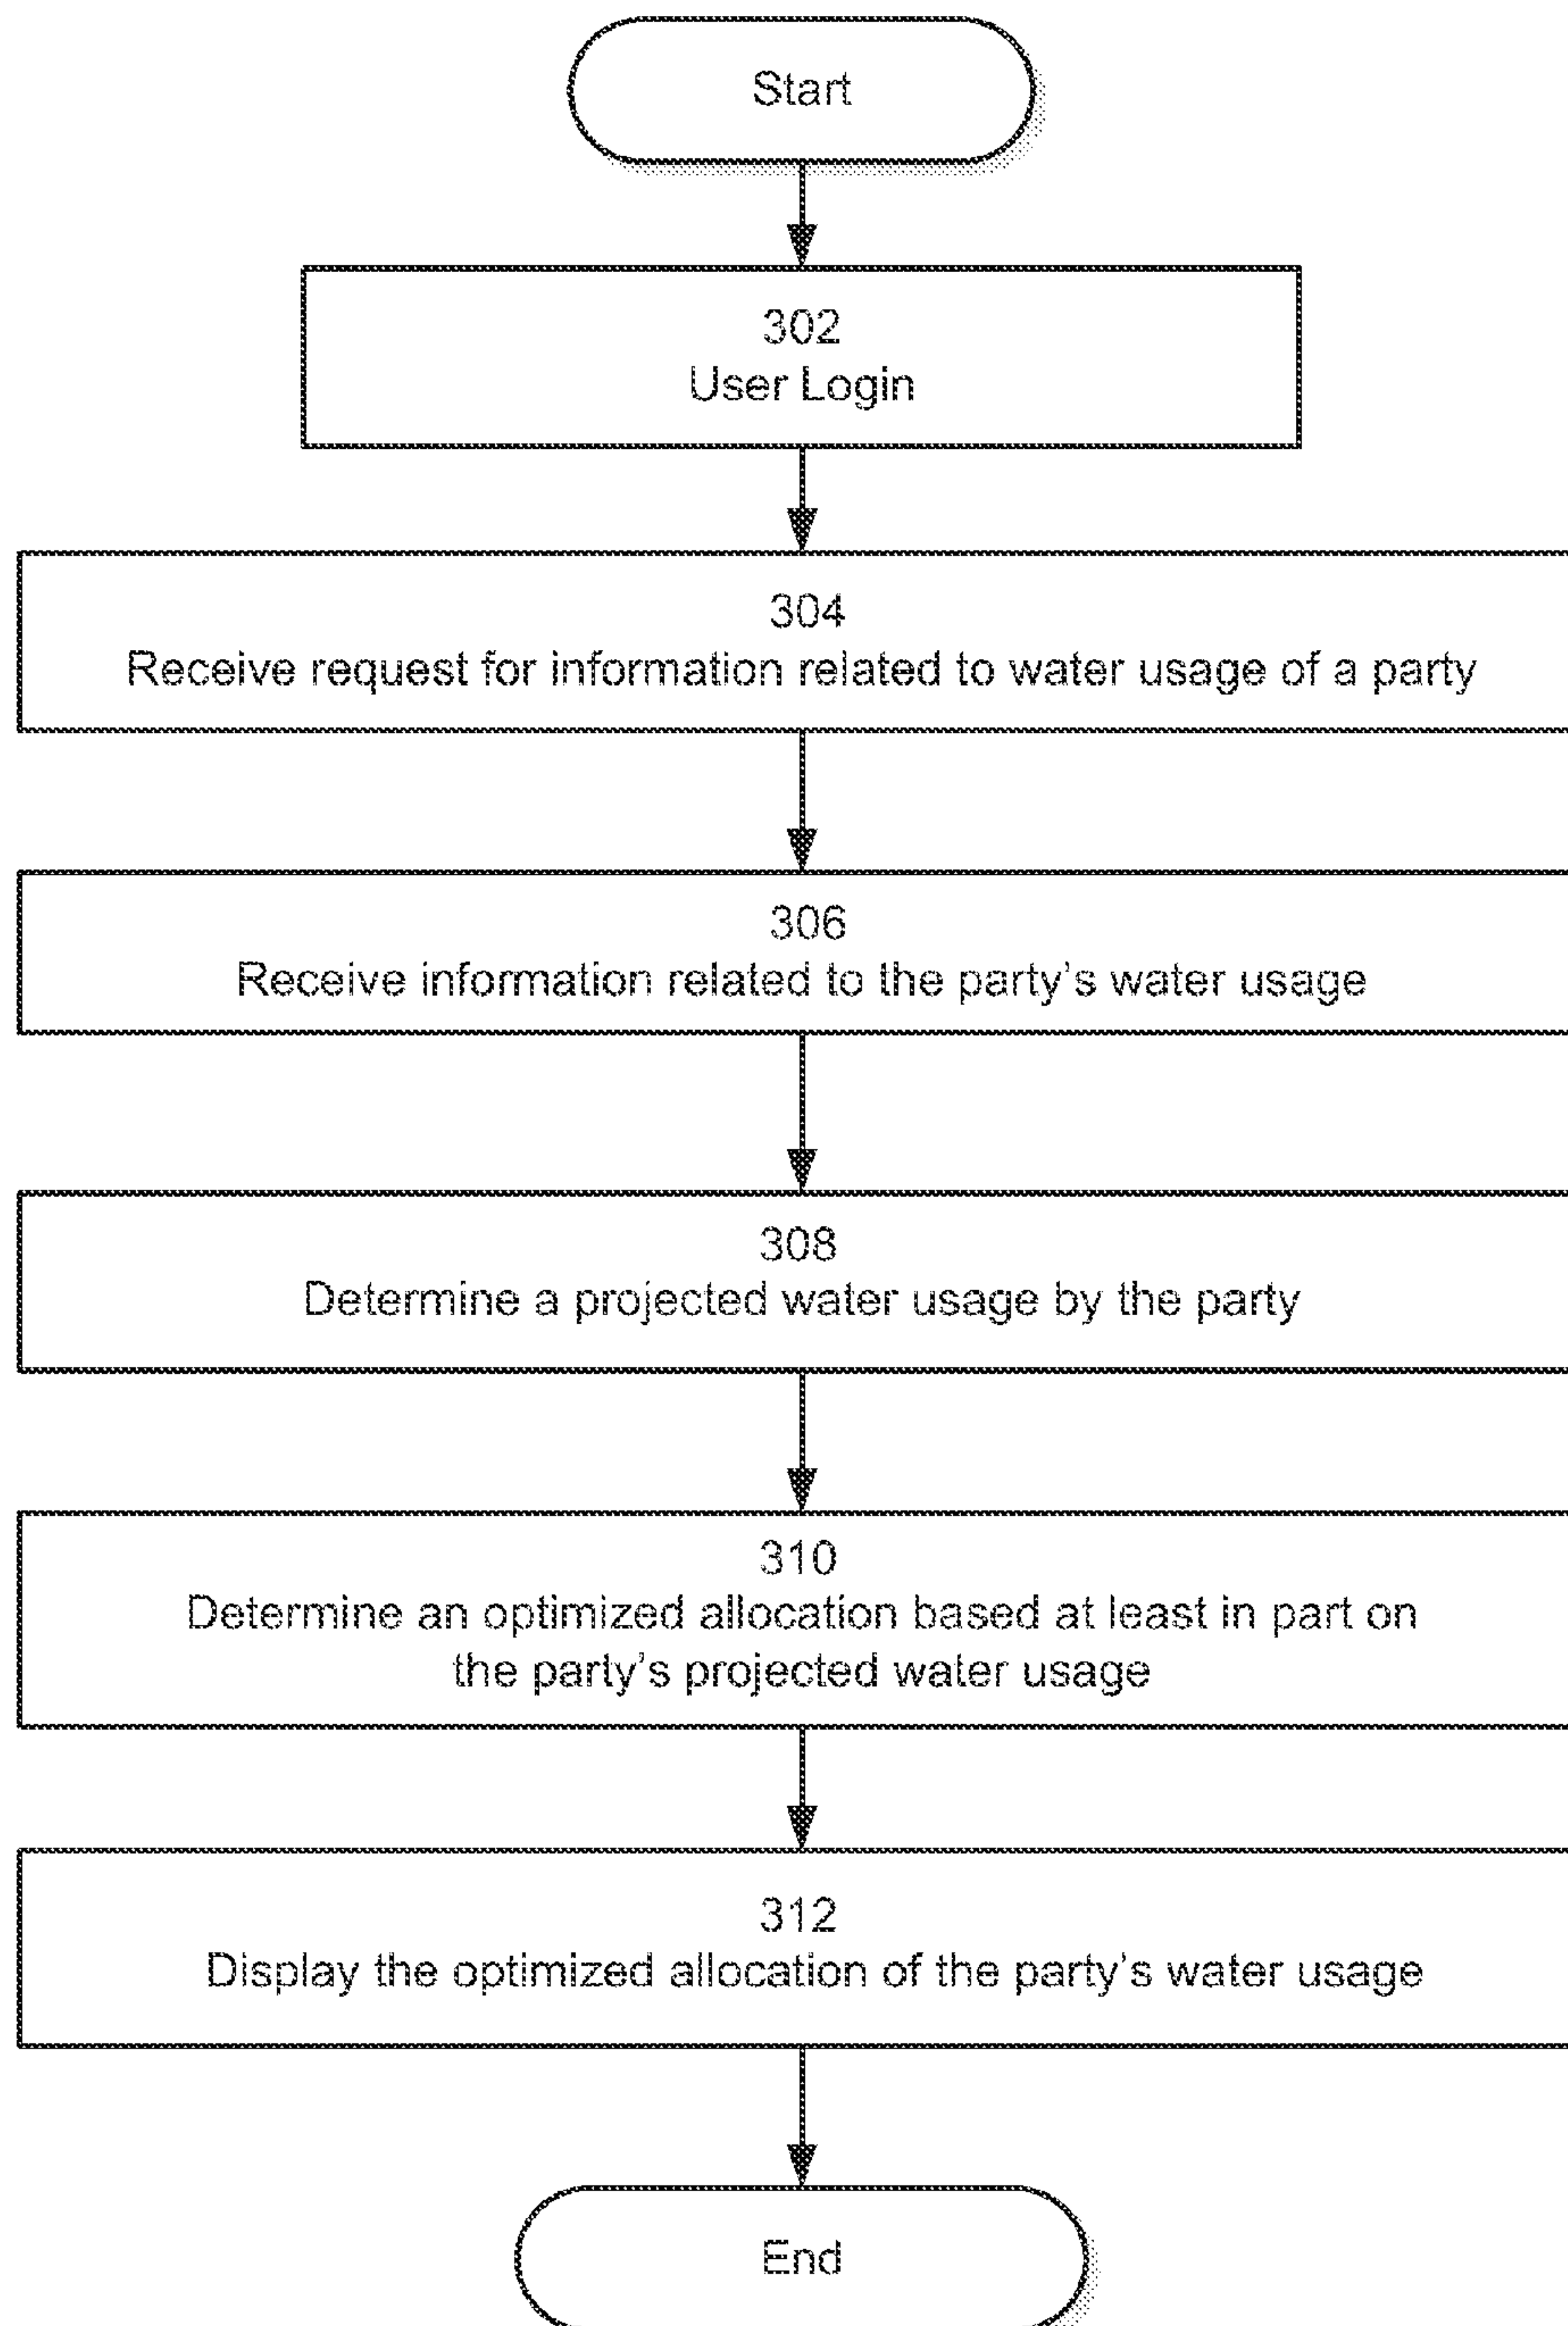 Start
302
User Login
304
Receive request for information related to water usage of a party
306
Receive information related to the party's water usage
308
Determine a projected water usage by the party
310
Determine an optimized allocation based at least in part on
the party's projected water usage
312
Display the optimized allocation of the party's water usage
End